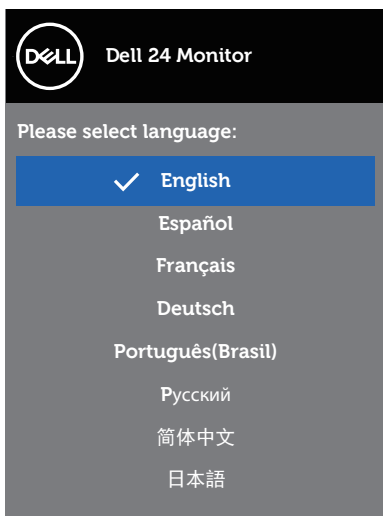 DELL
Dell 24 Monitor
Please select language:
English
Español
Français
Deutsch
Português(Brasil)
Русский
简体中文
日本語